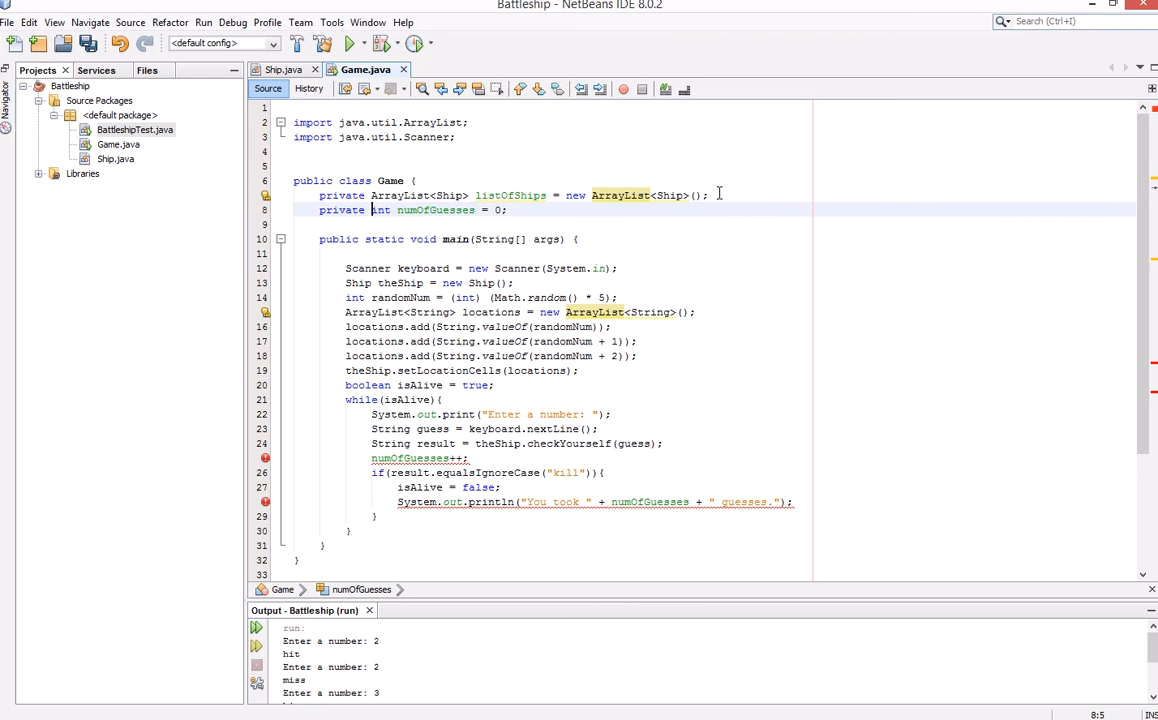 Battleship - NetBeans IDE 8.0.2
File Edit View Navigate Source Refactor Run Debug Profile Team Tools Window Help
Search (Ctrl+I)
<default config>
Projects Services Files
Ship.java Game.java
Navigator
Source History
Battleship
Source Packages
<default package>
BattleshipTest.java
Game.java
Ship.java
Libraries
1
2 import java.util.ArrayList;
3 import java.util.Scanner;
4
5
6 public class Game {
private ArrayList<Ship> listOfShips = new ArrayList<Ship>();
8 private int numOfGuesses = 0;
9
10 public static void main(String[] args) {
11
12 Scanner keyboard = new Scanner(System.in);
13 Ship theShip = new Ship();
14 int randomNum = (int) (Math.random() * 5);
ArrayList<String> locations = new ArrayList<String>();
16 locations.add(String.valueOf(randomNum));
17 locations.add(String.valueOf(randomNum + 1));
18 locations.add(String.valueOf(randomNum + 2));
19 theShip.setLocationCells(locations);
20 boolean isAlive = true;
21 while(isAlive){
22 System.out.print("Enter a number: ");
23 String guess = keyboard.nextLine();
24 String result = theShip.checkYourself(guess);
numOfGuesses++;
26 if(result.equalsIgnoreCase("kill")){
27 isAlive = false;
System.out.println("You took " + numOfGuesses + " guesses.");
29 }
30 }
31 }
32 }
33
Game numOfGuesses
Output - Battleship (run)
run:
Enter a number: 2
hit
Enter a number: 2
miss
Enter a number: 3
8:5 INS